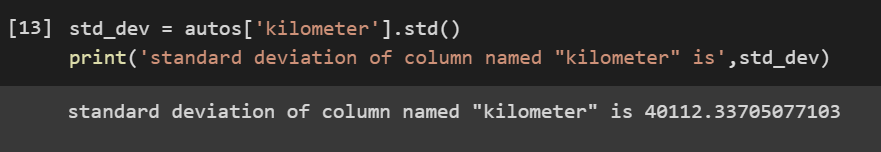 [13] std_dev = autos['kilometer'].std()
print('standard deviation of column named "kilometer" is',std_dev)
standard deviation of column named "kilometer" is 40112.33705077103